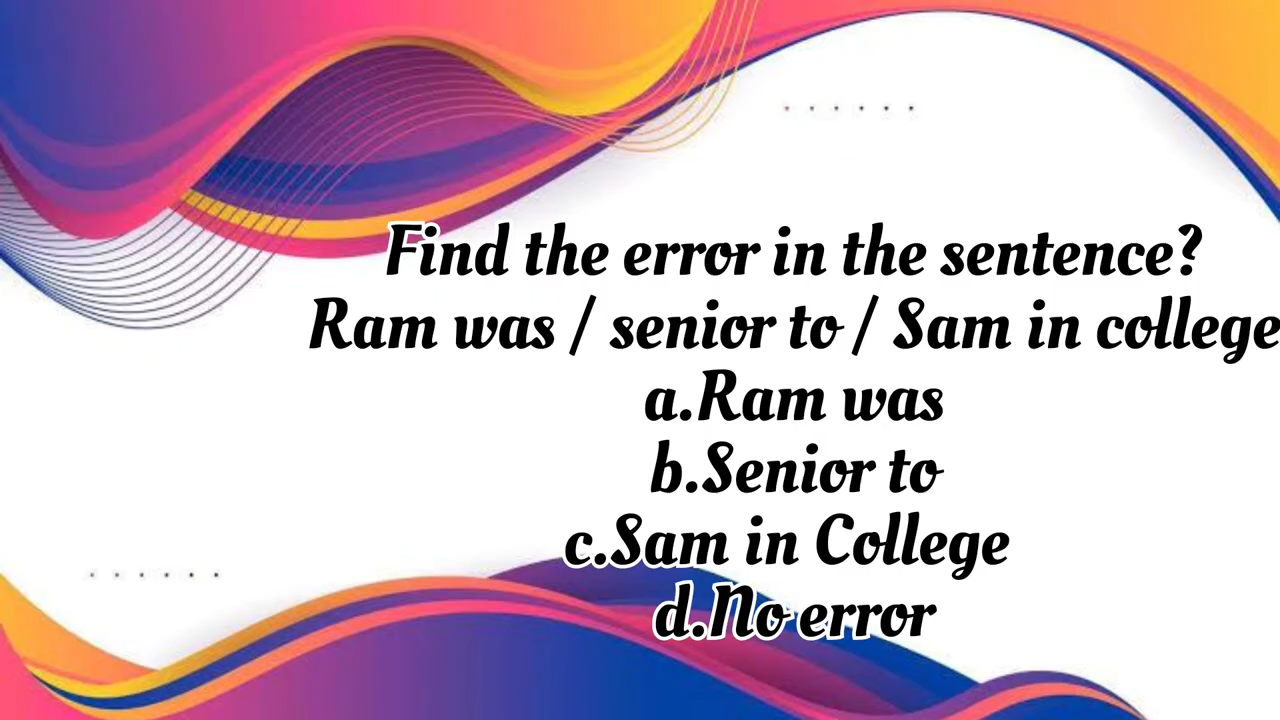 Find the error in the sentence?
Ram was / senior to / Sam in college
a.Ram was
b.Senior to
c.Sam in College
d.No error